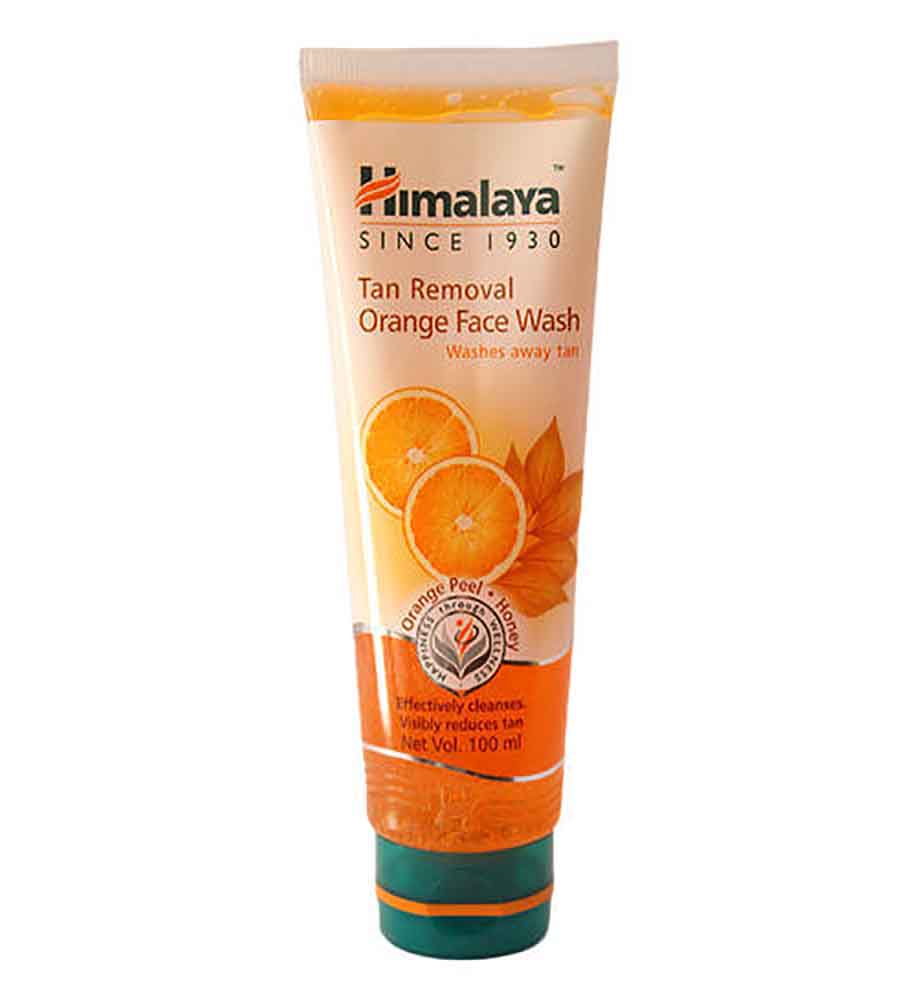 Himalaya™
SINCE 1930
Tan Removal
Orange Face Wash
Washes away tan
Orange Peel • Honey
HAPPINESS through WELLNESS
Effectively cleanses.
Visibly reduces tan
Net Vol. 100 ml